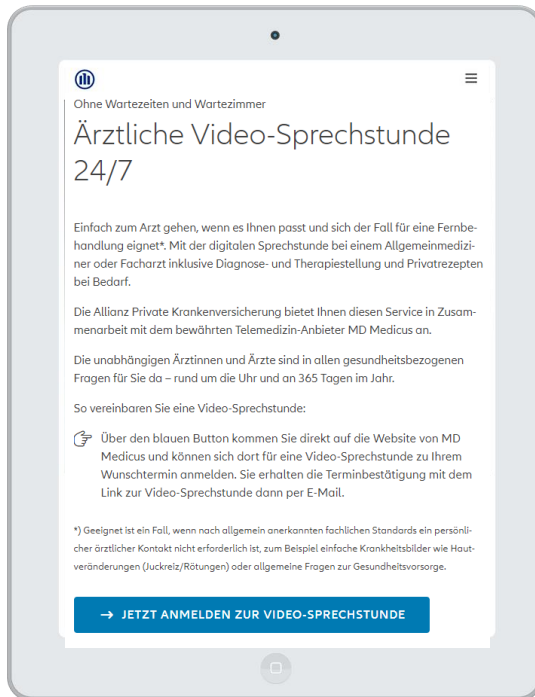 Ohne Wartezeiten und Wartezimmer
Ärztliche Video-Sprechstunde
24/7
Einfach zum Arzt gehen, wenn es Ihnen passt und sich der Fall für eine Fernbe-
handlung eignet*. Mit der digitalen Sprechstunde bei einem Allgemeinmedizi-
ner oder Facharzt inklusive Diagnose- und Therapiestellung und Privatrezepten
bei Bedarf.
Die Allianz Private Krankenversicherung bietet Ihnen diesen Service in Zusam-
menarbeit mit dem bewährten Telemedizin-Anbieter MD Medicus an.
Die unabhängigen Ärztinnen und Ärzte sind in allen gesundheitsbezogenen
Fragen für Sie da – rund um die Uhr und an 365 Tagen im Jahr.
So vereinbaren Sie eine Video-Sprechstunde:
Über den blauen Button kommen Sie direkt auf die Website von MD
Medicus und können sich dort für eine Video-Sprechstunde zu Ihrem
Wunschtermin anmelden. Sie erhalten die Terminbestätigung mit dem
Link zur Video-Sprechstunde dann per E-Mail.
*) Geeignet ist ein Fall, wenn nach allgemein anerkannten fachlichen Standards ein persönli-
cher ärztlicher Kontakt nicht erforderlich ist, zum Beispiel einfache Krankheitsbilder wie Haut-
veränderungen (Juckreiz/Rötungen) oder allgemeine Fragen zur Gesundheitsvorsorge.
→ JETZT ANMELDEN ZUR VIDEO-SPRECHSTUNDE